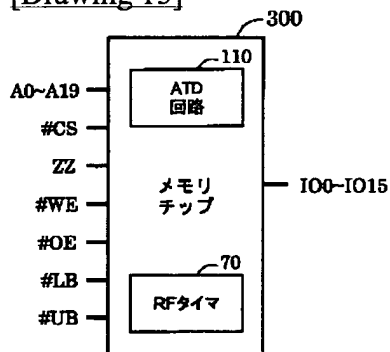 [Drawing 15]
300
110
A0~A19
ATD
回路
#CS
ZZ
メモリ
チップ
IO0~IO15
#WE
#OE
70
#LB
RFタイマ
#UB